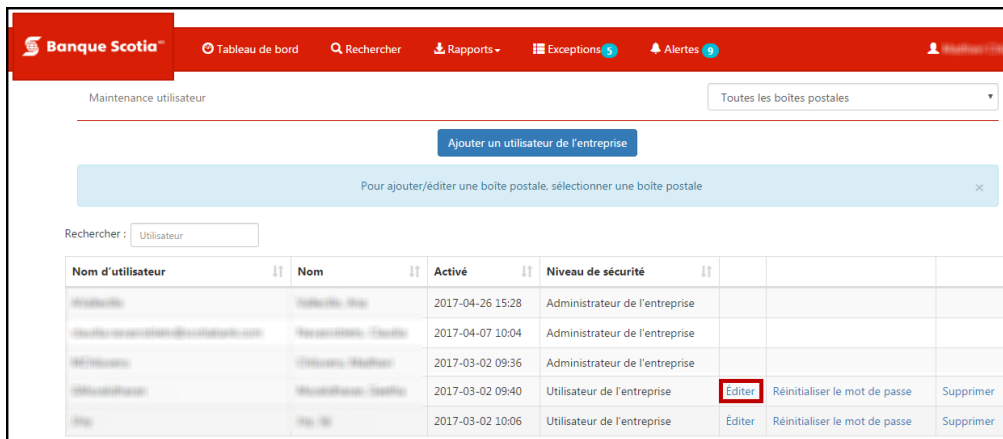 Banque Scotia MD Tableau de bord Rechercher Rapports Exceptions 5 Alertes 9
Maintenance utilisateur Toutes les boîtes postales
Ajouter un utilisateur de l'entreprise
Pour ajouter/éditer une boîte postale, sélectionner une boîte postale ×
Rechercher : Utilisateur
Nom d'utilisateur Nom Activé Niveau de sécurité
2017-04-26 15:28 Administrateur de l'entreprise
2017-04-07 10:04 Administrateur de l'entreprise
2017-03-02 09:36 Administrateur de l'entreprise
2017-03-02 09:40 Utilisateur de l'entreprise Éditer Réinitialiser le mot de passe Supprimer
2017-03-02 10:06 Utilisateur de l'entreprise Éditer Réinitialiser le mot de passe Supprimer